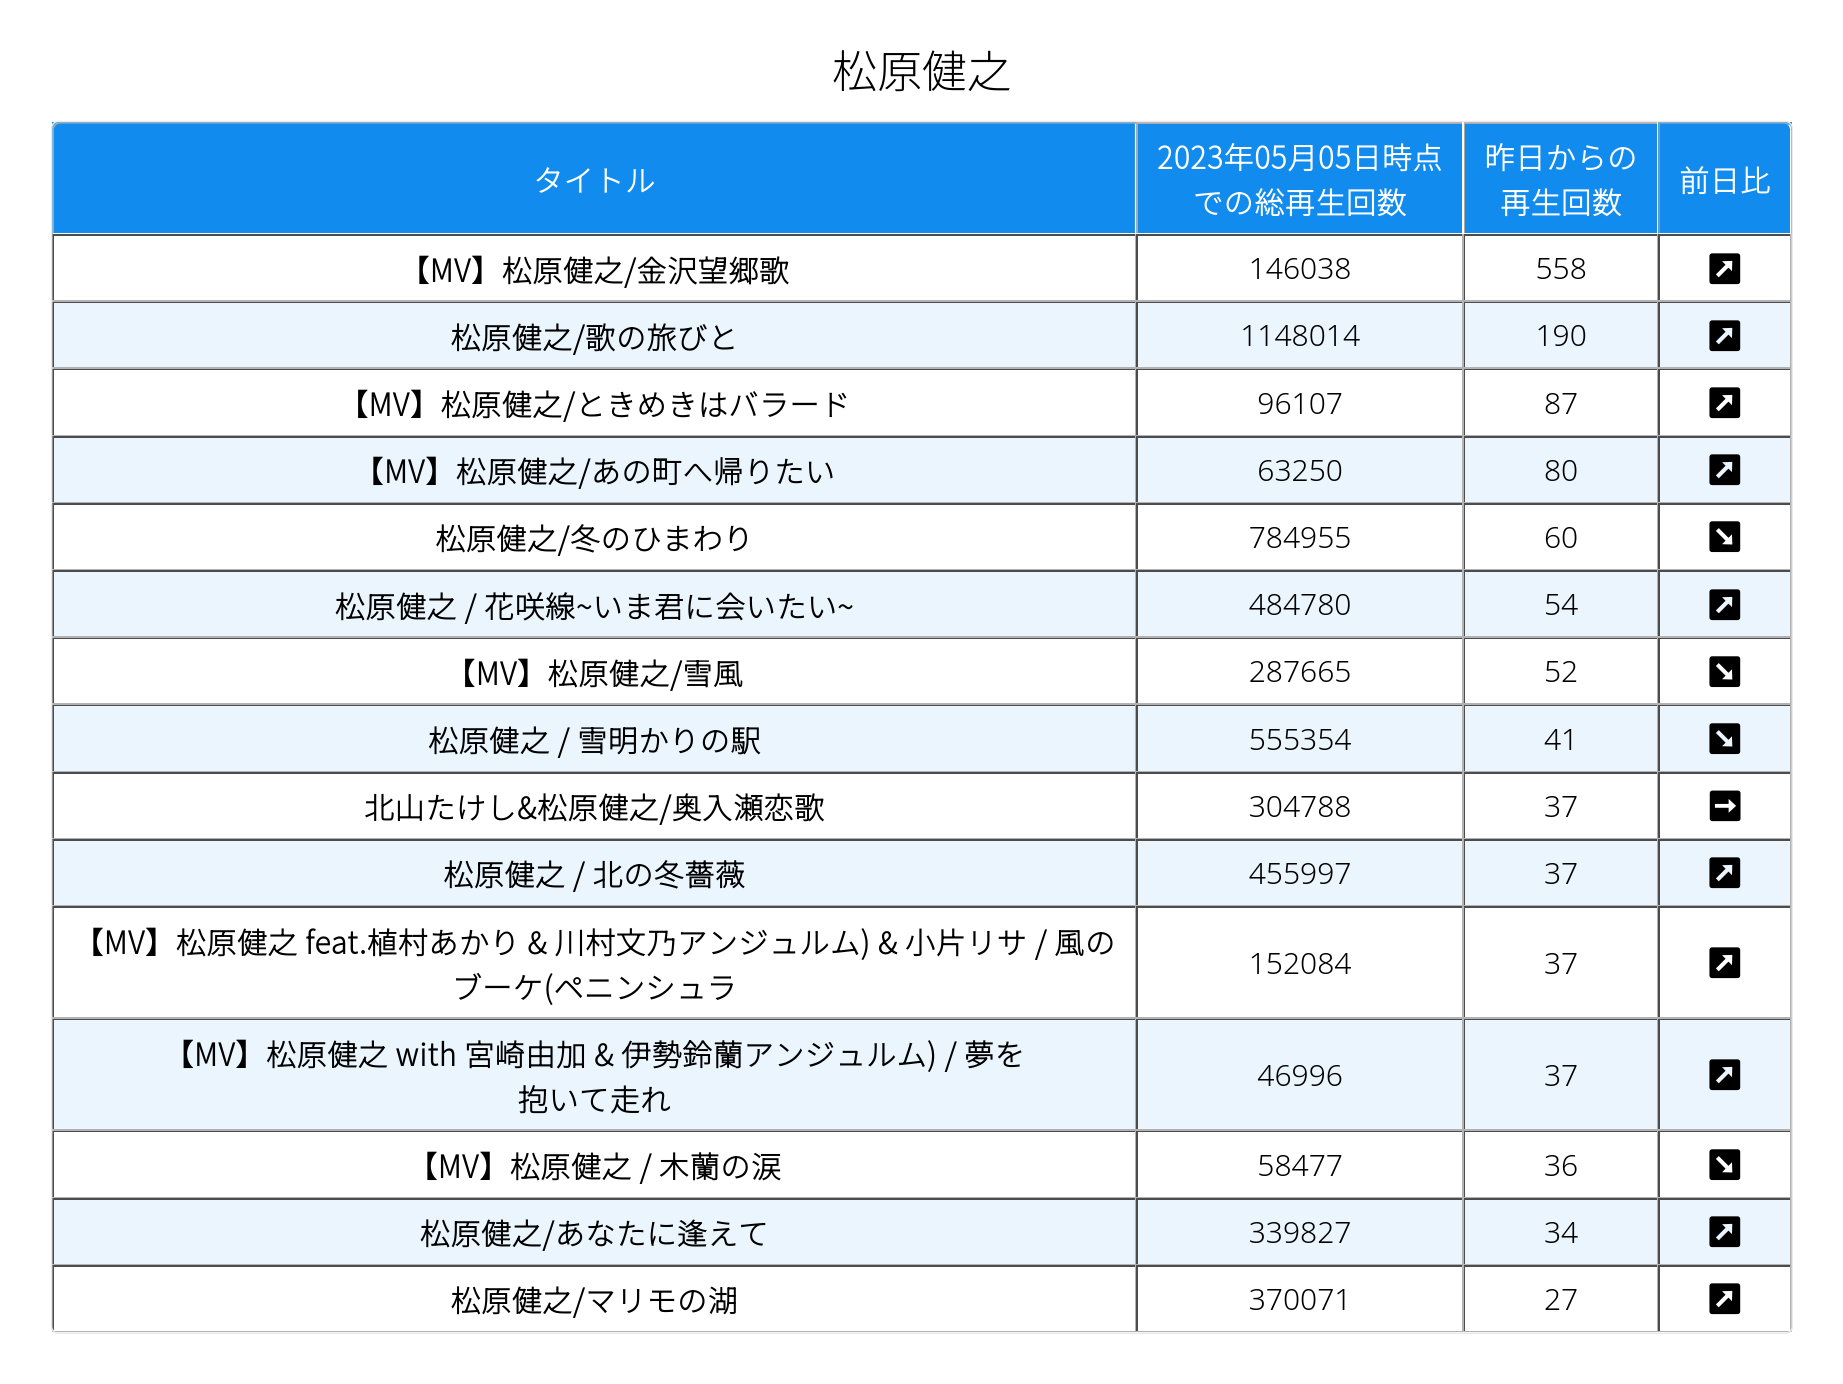 松原健之
タイトル
2023年05月05日時点
での総再生回数
昨日からの
再生回数
前日比
【MV】松原健之/金沢望郷歌 146038 558
松原健之/歌の旅びと 1148014 190
【MV】松原健之/ときめきはバラード 96107 87
【MV】松原健之/あの町へ帰りたい 63250 80
松原健之/冬のひまわり 784955 60
松原健之 / 花咲線~いま君に会いたい~ 484780 54
【MV】松原健之/雪風 287665 52
松原健之 / 雪明かりの駅 555354 41
北山たけし&松原健之/奥入瀬恋歌 304788 37
松原健之 / 北の冬薔薇 455997 37
【MV】松原健之 feat.植村あかり & 川村文乃アンジュルム) & 小片リサ / 風の
ブーケ(ペニンシュラ 152084 37
【MV】松原健之 with 宮崎由加 & 伊勢鈴蘭アンジュルム) / 夢を
抱いて走れ 46996 37
【MV】松原健之 / 木蘭の涙 58477 36
松原健之/あなたに逢えて 339827 34
松原健之/マリモの湖 370071 27